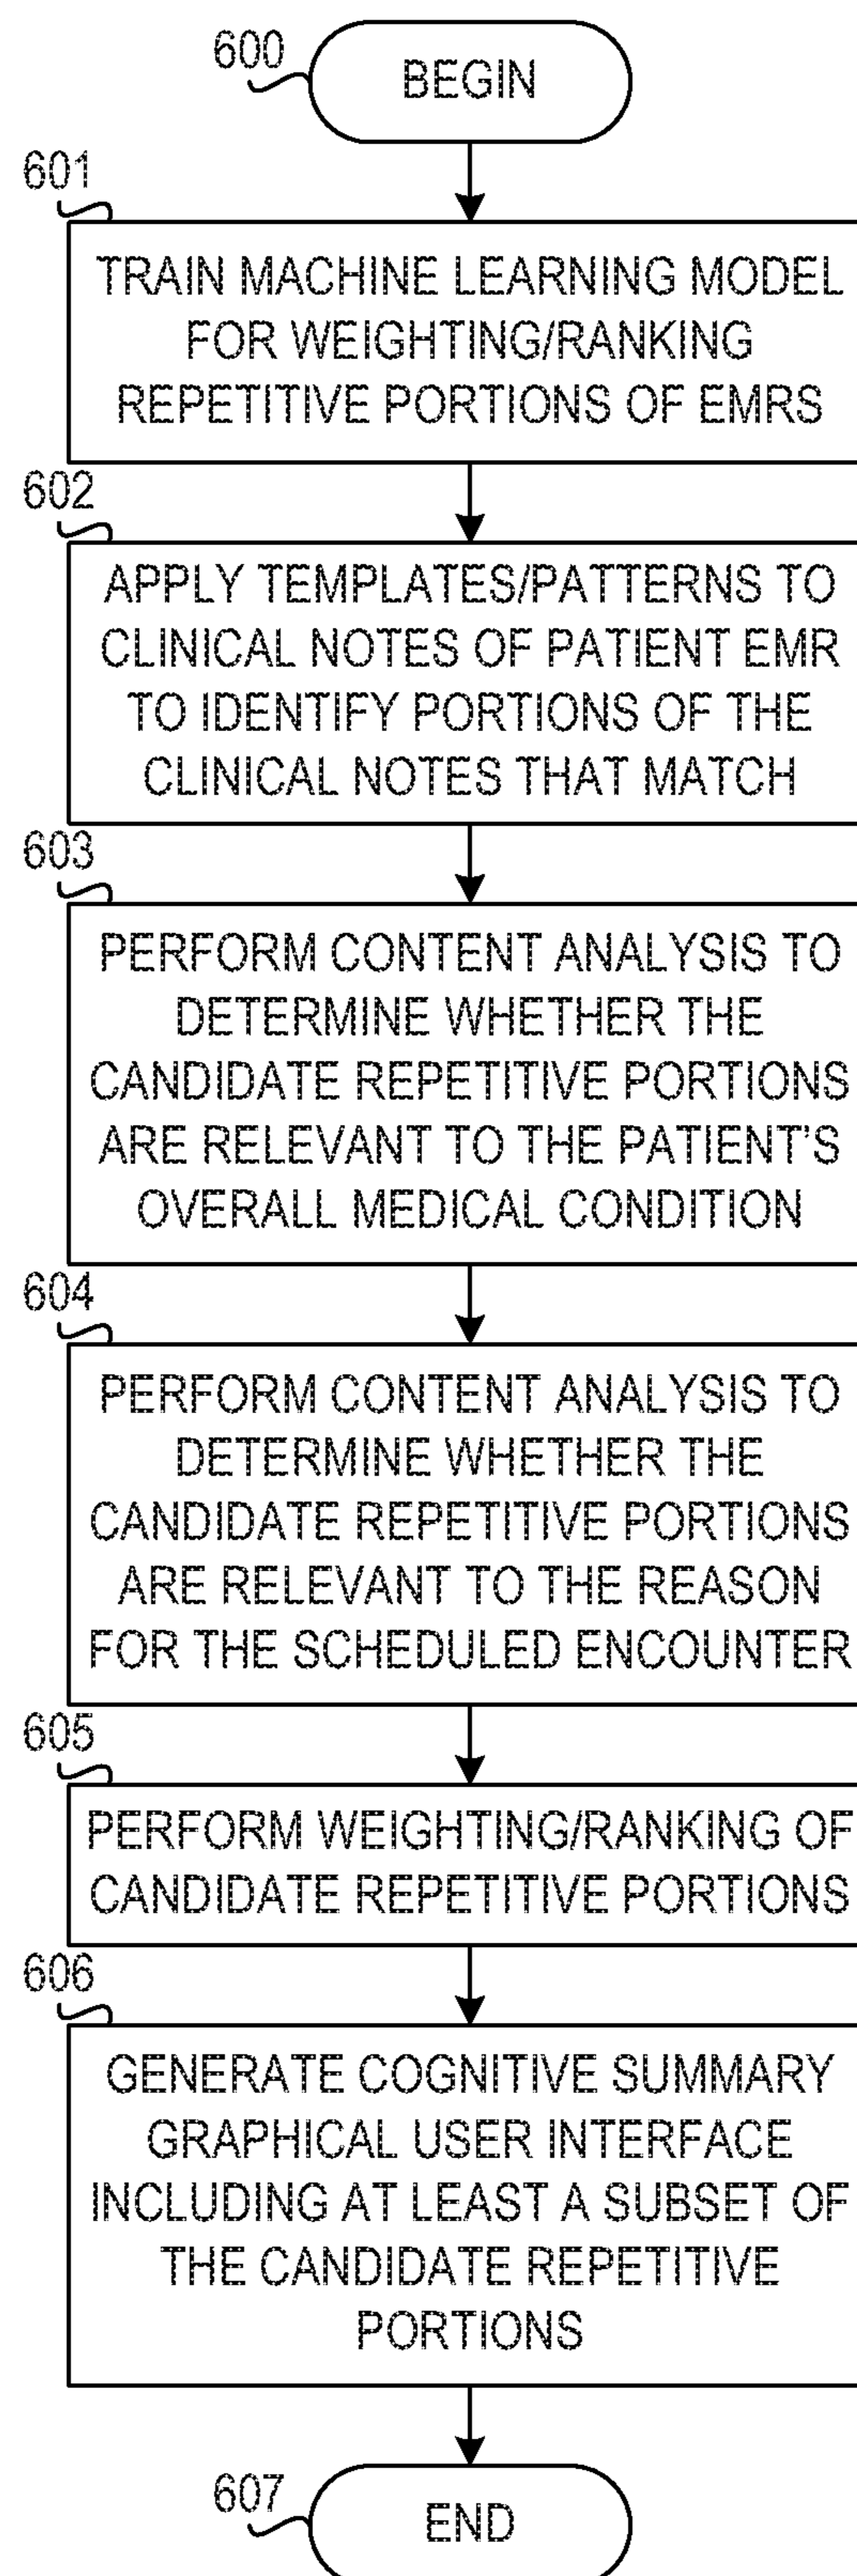 600
BEGIN
601
TRAIN MACHINE LEARNING MODEL
FOR WEIGHTING/RANKING
REPETITIVE PORTIONS OF EMRS
602
APPLY TEMPLATES/PATTERNS TO
CLINICAL NOTES OF PATIENT EMR
TO IDENTIFY PORTIONS OF THE
CLINICAL NOTES THAT MATCH
603
PERFORM CONTENT ANALYSIS TO
DETERMINE WHETHER THE
CANDIDATE REPETITIVE PORTIONS
ARE RELEVANT TO THE PATIENT'S
OVERALL MEDICAL CONDITION
604
PERFORM CONTENT ANALYSIS TO
DETERMINE WHETHER THE
CANDIDATE REPETITIVE PORTIONS
ARE RELEVANT TO THE REASON
FOR THE SCHEDULED ENCOUNTER
605
PERFORM WEIGHTING/RANKING OF
CANDIDATE REPETITIVE PORTIONS
606
GENERATE COGNITIVE SUMMARY
GRAPHICAL USER INTERFACE
INCLUDING AT LEAST A SUBSET OF
THE CANDIDATE REPETITIVE
PORTIONS
607
END